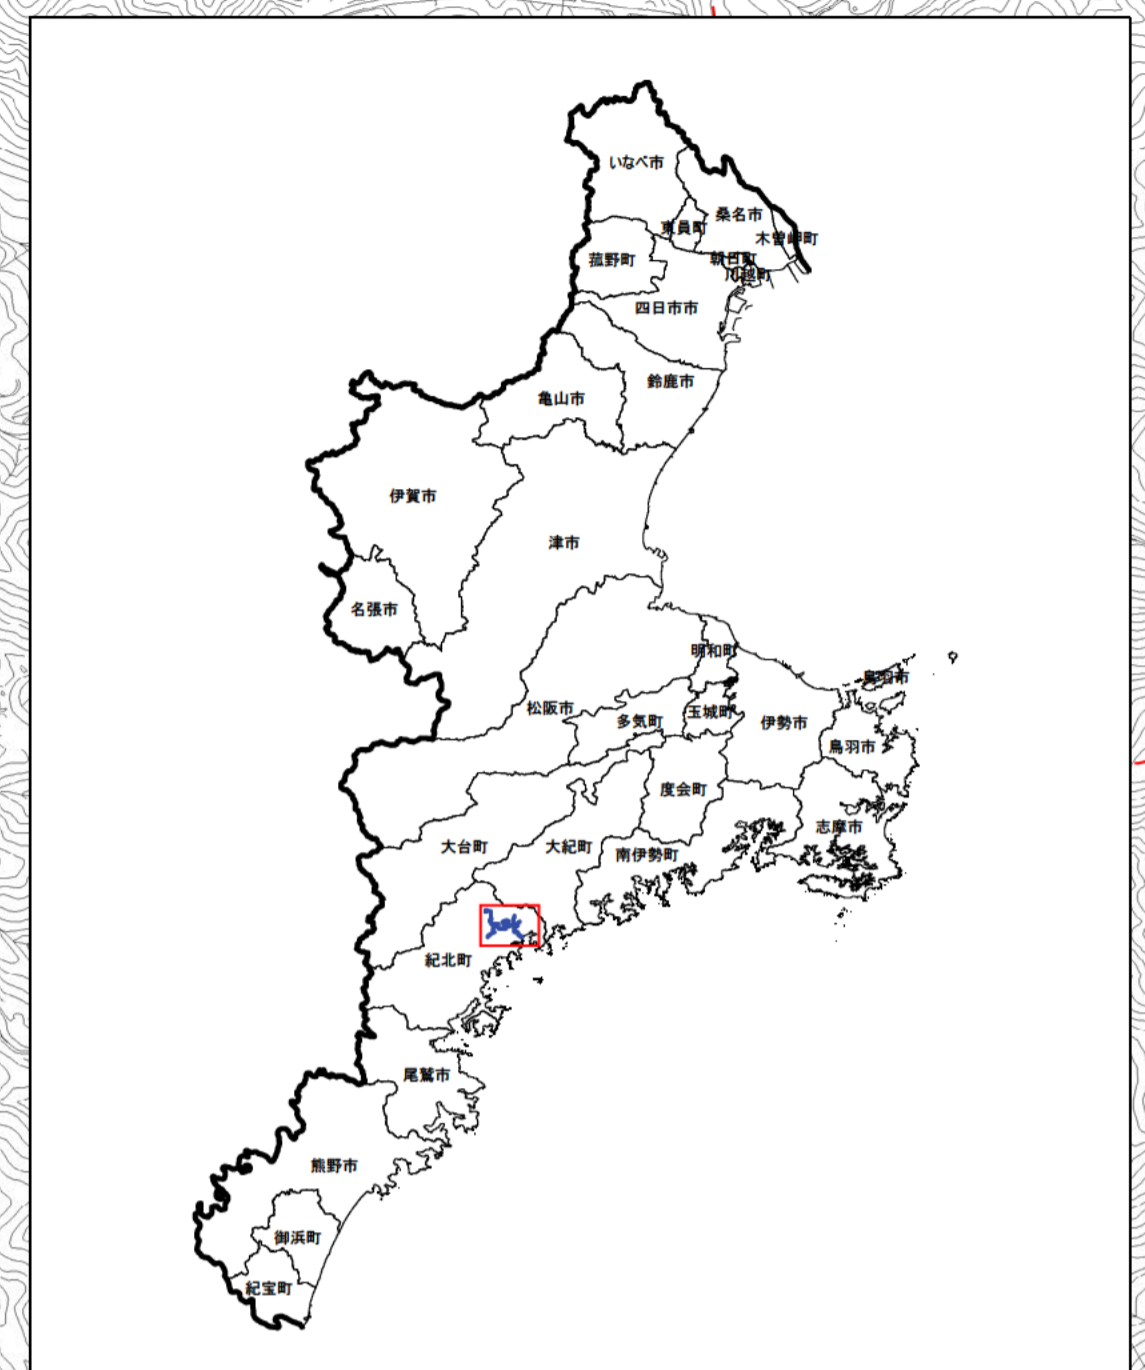 いなべ市
桑名市
東員町
木曽岬町
菰野町
朝日町
川越町
四日市市
鈴鹿市
亀山市
伊賀市
津市
名張市
明和町
鳥羽市
松阪市
玉城町
多気町
伊勢市
鳥羽市
度会町
志摩市
大台町
大紀町
南伊勢町
紀北町
尾鷲市
熊野市
御浜町
紀宝町